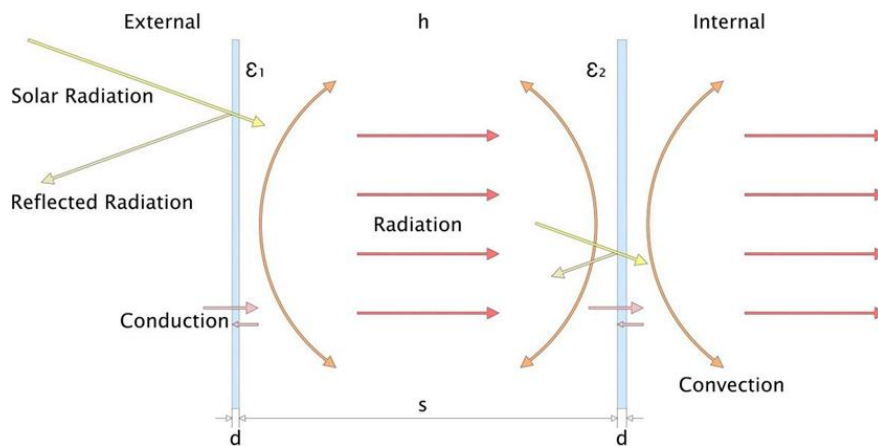 External
h
Internal
ε₁
ε₂
Solar Radiation
Reflected Radiation
Radiation
Conduction
Convection
s
d
d